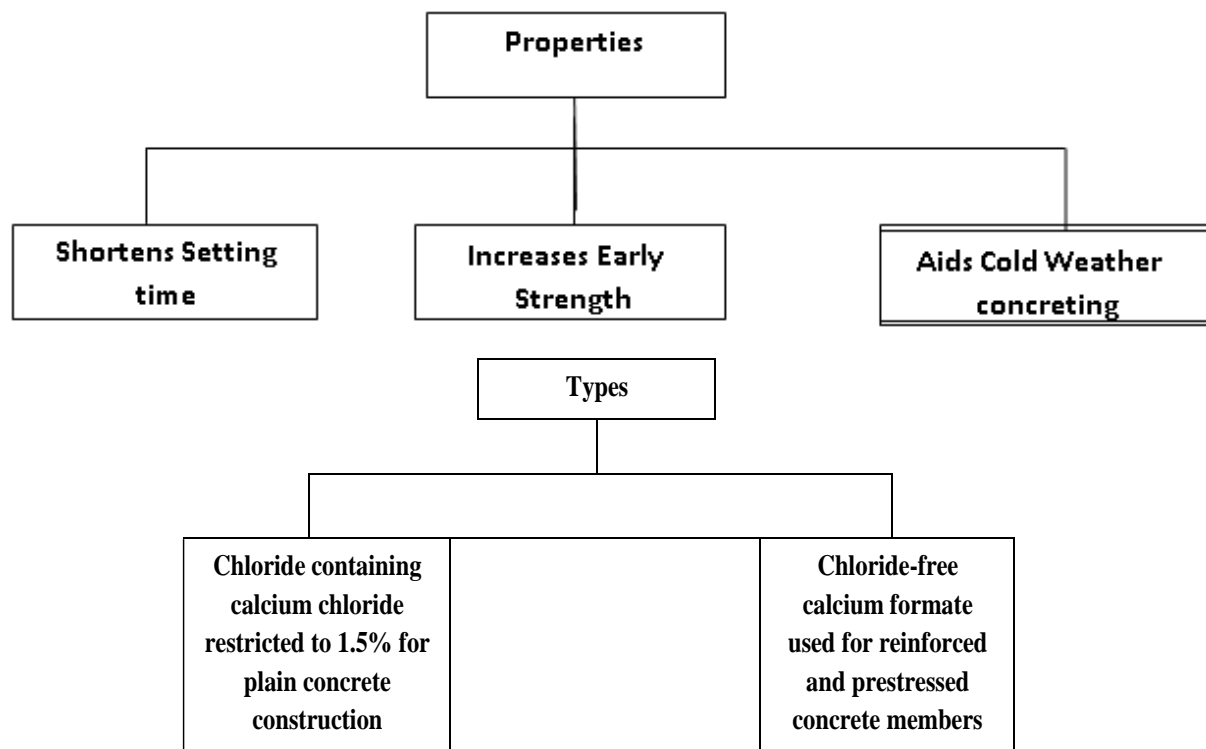 Properties
Shortens Setting
time
Increases Early
Strength
Aids Cold Weather
concreting
Types
Chloride containing
calcium chloride
restricted to 1.5% for
plain concrete
construction
Chloride-free
calcium formate
used for reinforced
and prestressed
concrete members